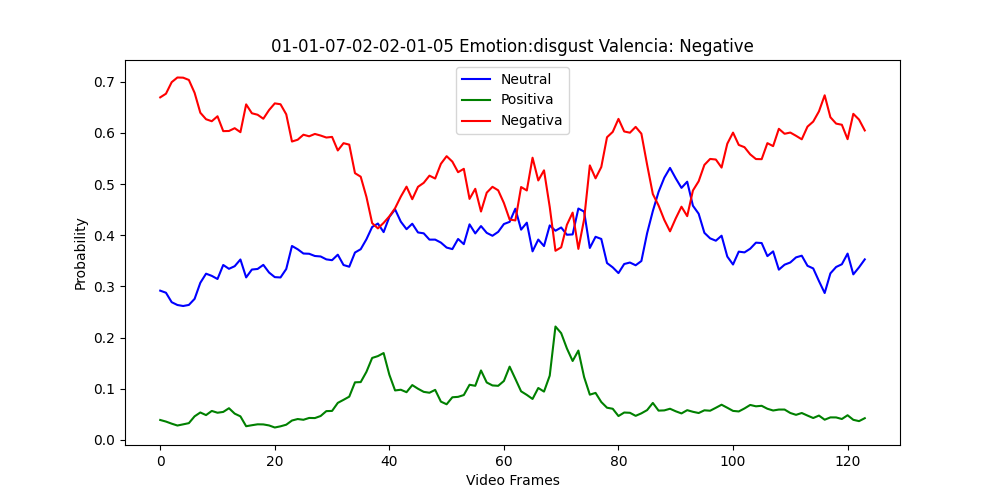 01-01-07-02-02-01-05 Emotion:disgust Valencia: Negative
Neutral
Positiva
Negativa
Probability
0.7
0.6
0.5
0.4
0.3
0.2
0.1
0.0
0 20 40 60 80 100 120
Video Frames